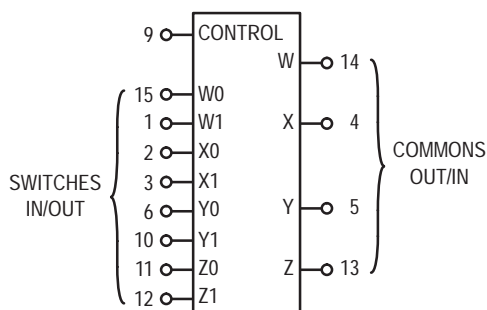 9 CONTROL
W 14
15 W0
1 W1
X 4
2 X0
3 X1
SWITCHES
IN/OUT
COMMONS
OUT/IN
6 Y0
Y 5
10 Y1
11 Z0
Z 13
12 Z1